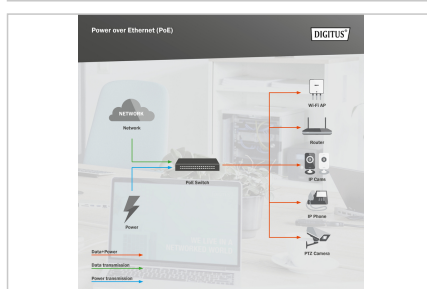 Power over Ethernet (PoE)
DIGITUS®
NETWORK
Network
PoE Switch
Power
Wi-Fi AP
Router
IP Cams
IP Phone
PTZ Camera
Data+Power
Data transmission
Power transmission